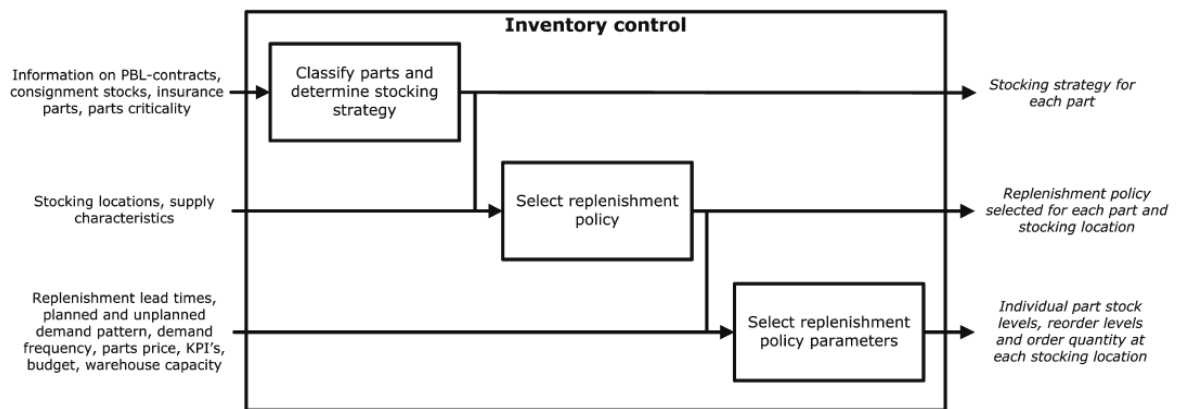 Inventory control
Information on PBL-contracts,
consignment stocks, insurance
parts, parts criticality
Classify parts and
determine stocking
strategy
Stocking strategy for
each part
Stocking locations, supply
characteristics
Select replenishment
policy
Replenishment policy
selected for each part and
stocking location
Replenishment lead times,
planned and unplanned
demand pattern, demand
frequency, parts price, KPI's,
budget, warehouse capacity
Select replenishment
policy parameters
Individual part stock
levels, reorder levels
and order quantity at
each stocking location